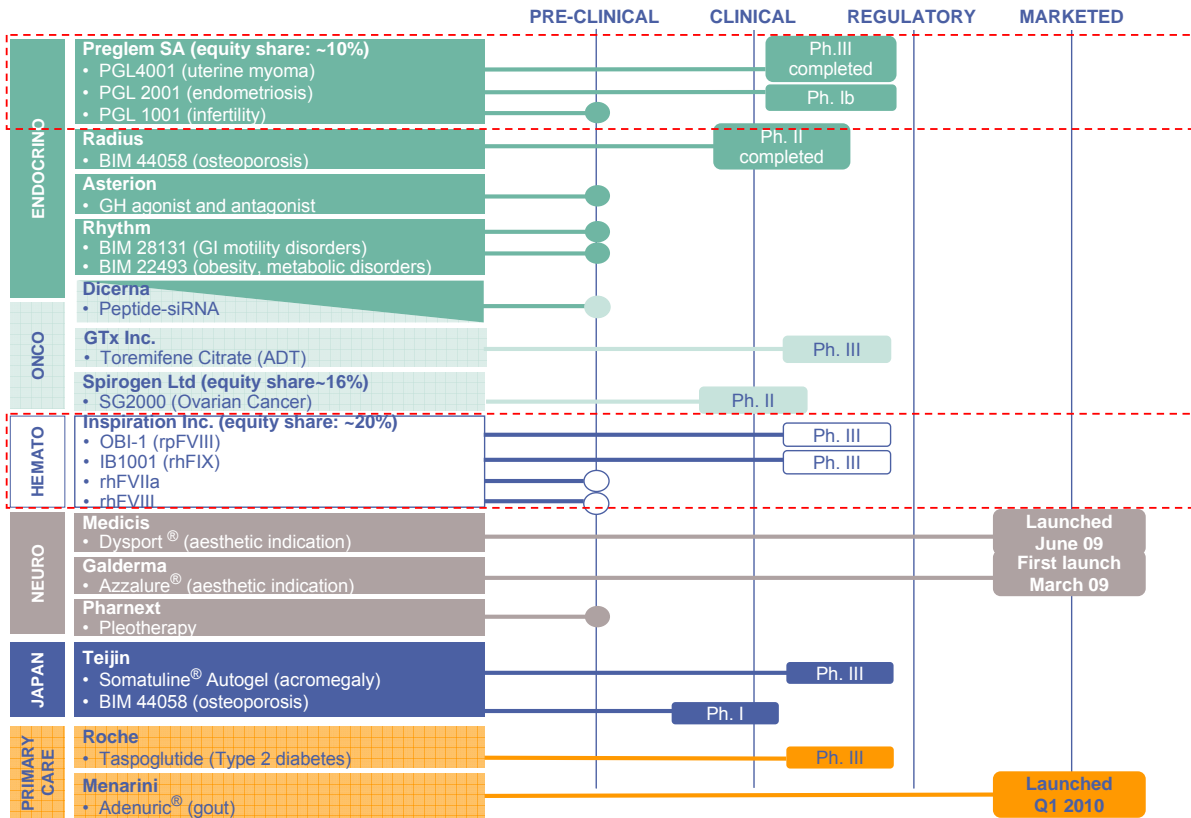 PRE-CLINICAL CLINICAL REGULATORY MARKETED
ENDOCRINO
Preglem SA (equity share: ~10%)
• PGL4001 (uterine myoma)
Ph.III
completed
• PGL 2001 (endometriosis)
Ph. Ib
• PGL 1001 (infertility)
Radius
• BIM 44058 (osteoporosis)
Ph. II
completed
Asterion
• GH agonist and antagonist
Rhythm
• BIM 28131 (GI motility disorders)
• BIM 22493 (obesity, metabolic disorders)
Dicerna
• Peptide-siRNA
ONCO
GTx Inc.
• Toremifene Citrate (ADT)
Ph. III
Spirogen Ltd (equity share~16%)
• SG2000 (Ovarian Cancer)
Ph. II
HEMATO
Inspiration Inc. (equity share: ~20%)
• OBI-1 (rpFVIII)
Ph. III
• IB1001 (rhFIX)
Ph. III
• rhFVIIa
• rhFVIII
NEURO
Medicis
• Dysport ® (aesthetic indication)
Launched
June 09
Galderma
• Azzalure® (aesthetic indication)
First launch
March 09
Pharnext
• Pleotherapy
JAPAN
Teijin
• Somatuline® Autogel (acromegaly)
Ph. III
• BIM 44058 (osteoporosis)
Ph. I
PRIMARY
CARE
Roche
• Taspoglutide (Type 2 diabetes)
Ph. III
Menarini
• Adenuric® (gout)
Launched
Q1 2010